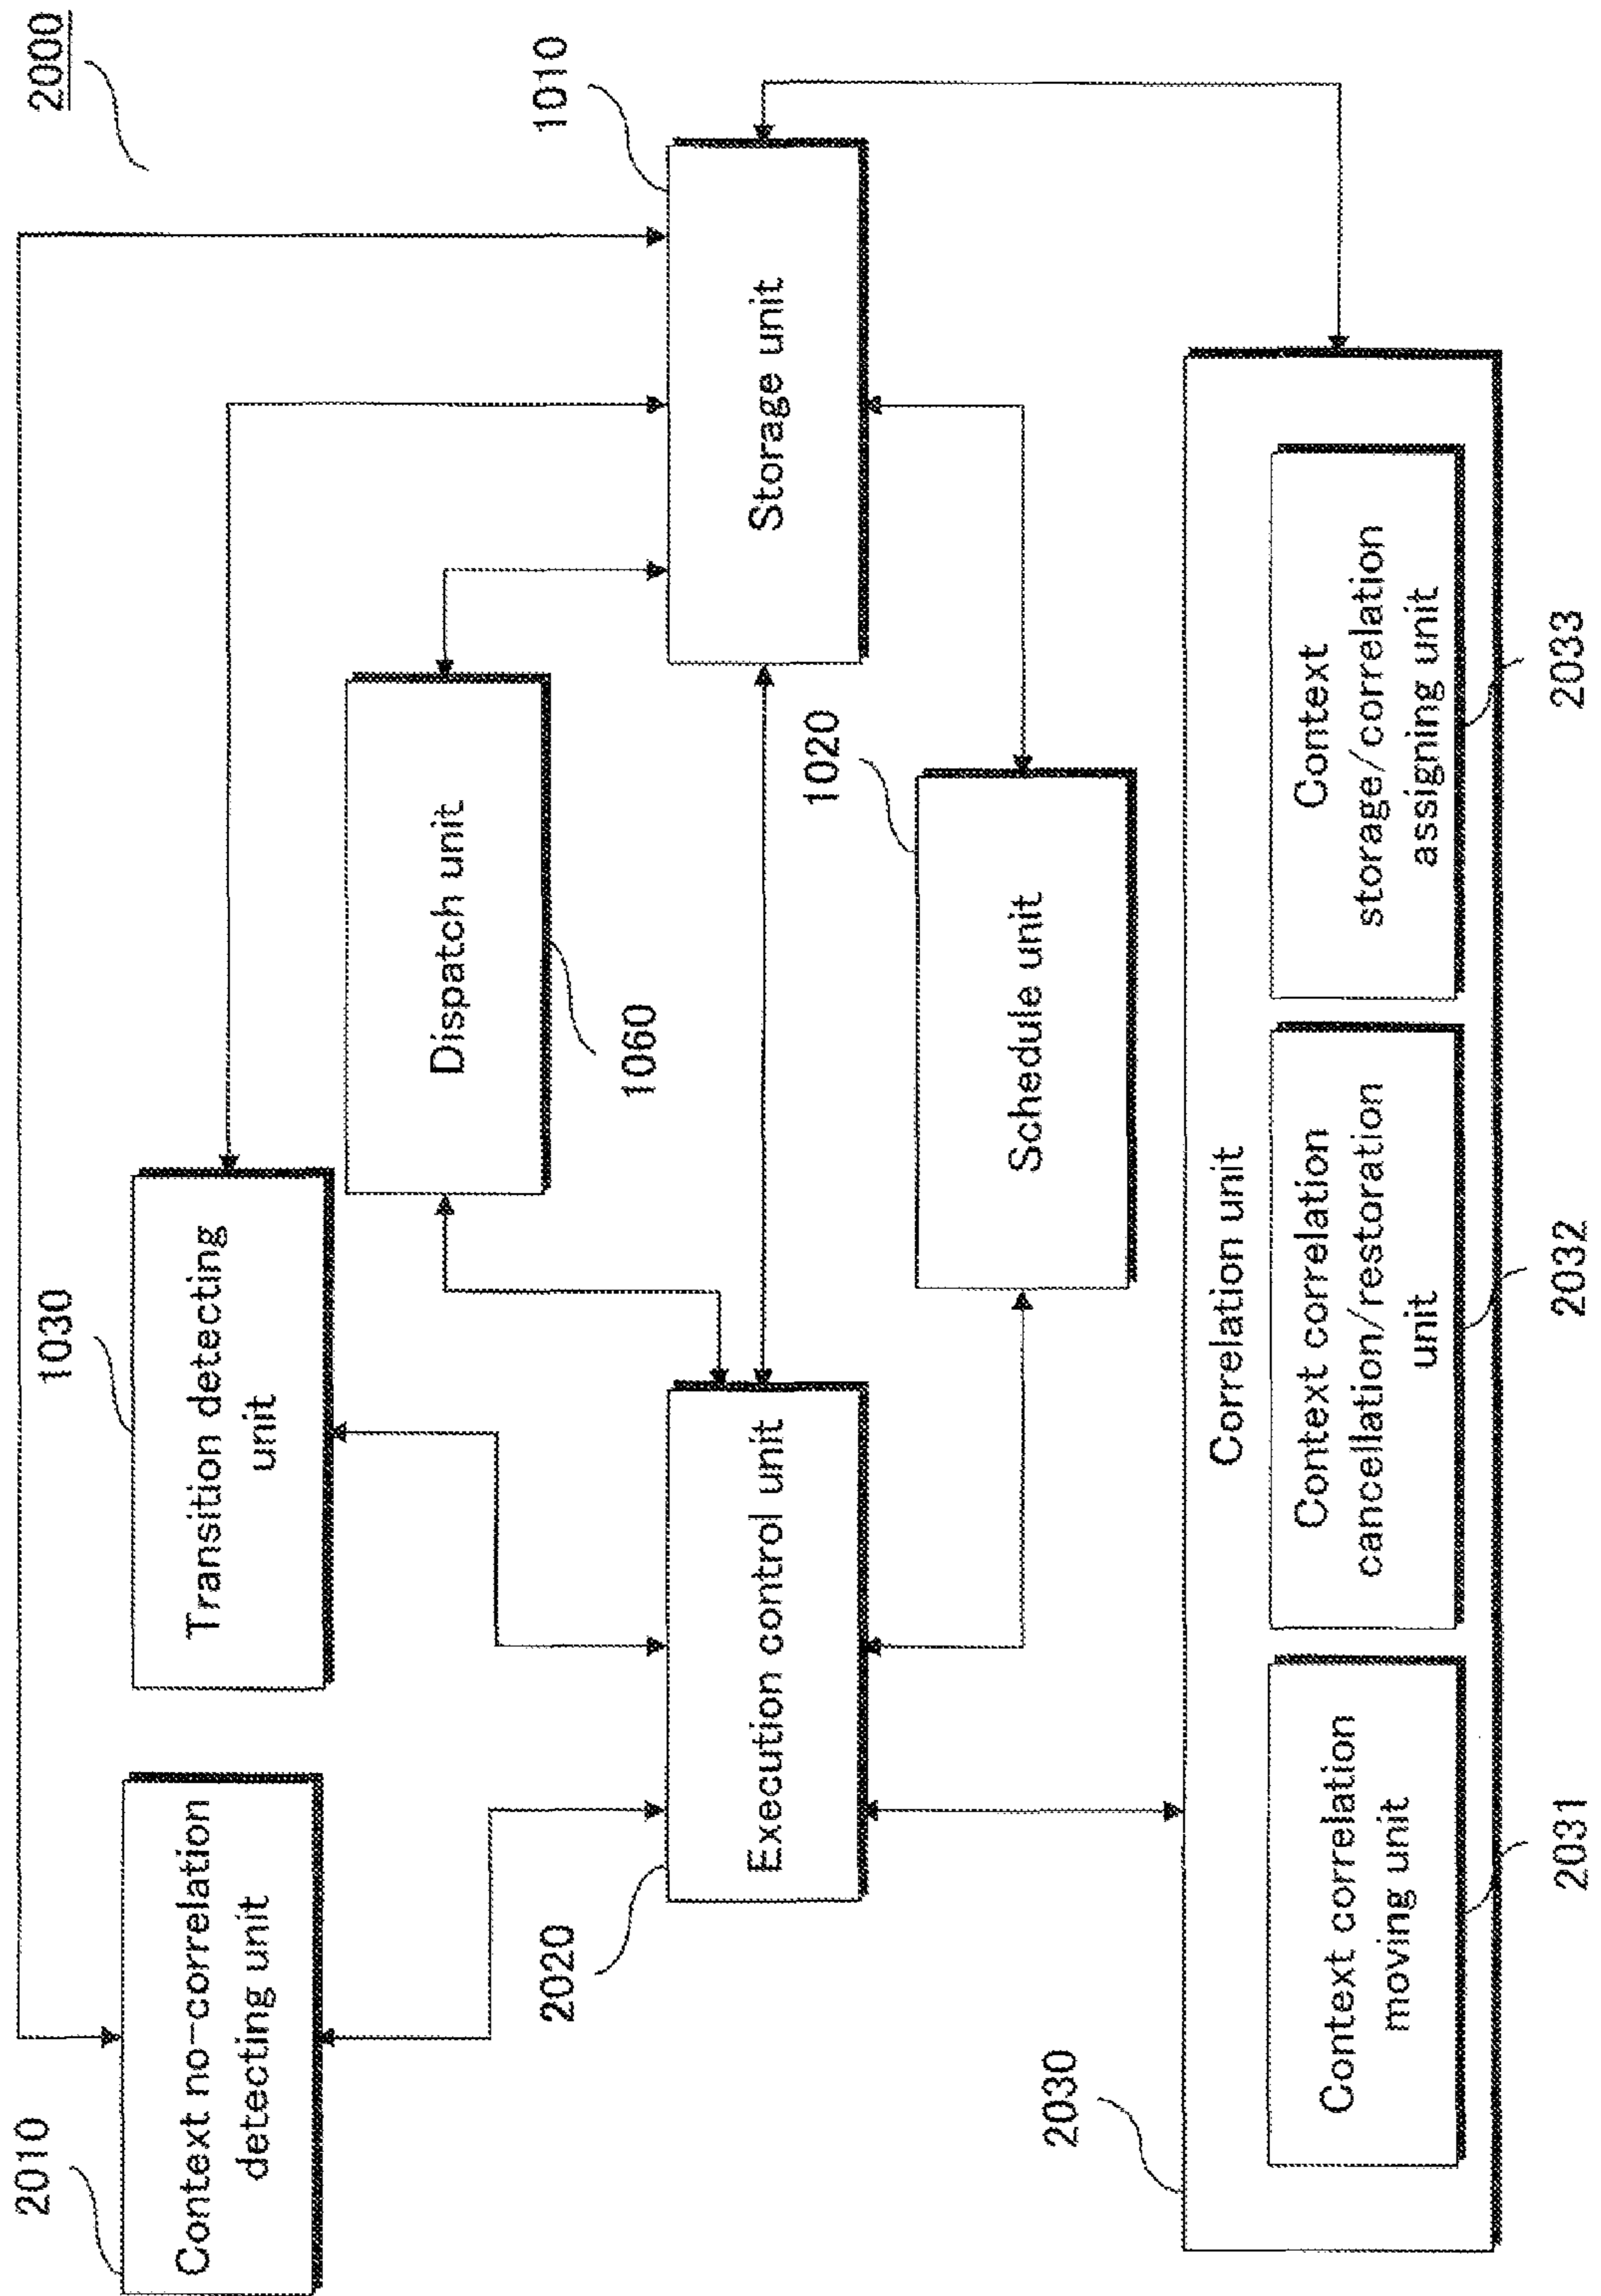 2000
2010
Context no-correlation
detecting unit
1030
Transition detecting
unit
Dispatch unit
1060
1010
Storage unit
2020
Execution control unit
1020
Schedule unit
2030
Correlation unit
Context correlation
moving unit
2031
Context correlation
cancellation/restoration
unit
2032
Context
storage/correlation
assigning unit
2033